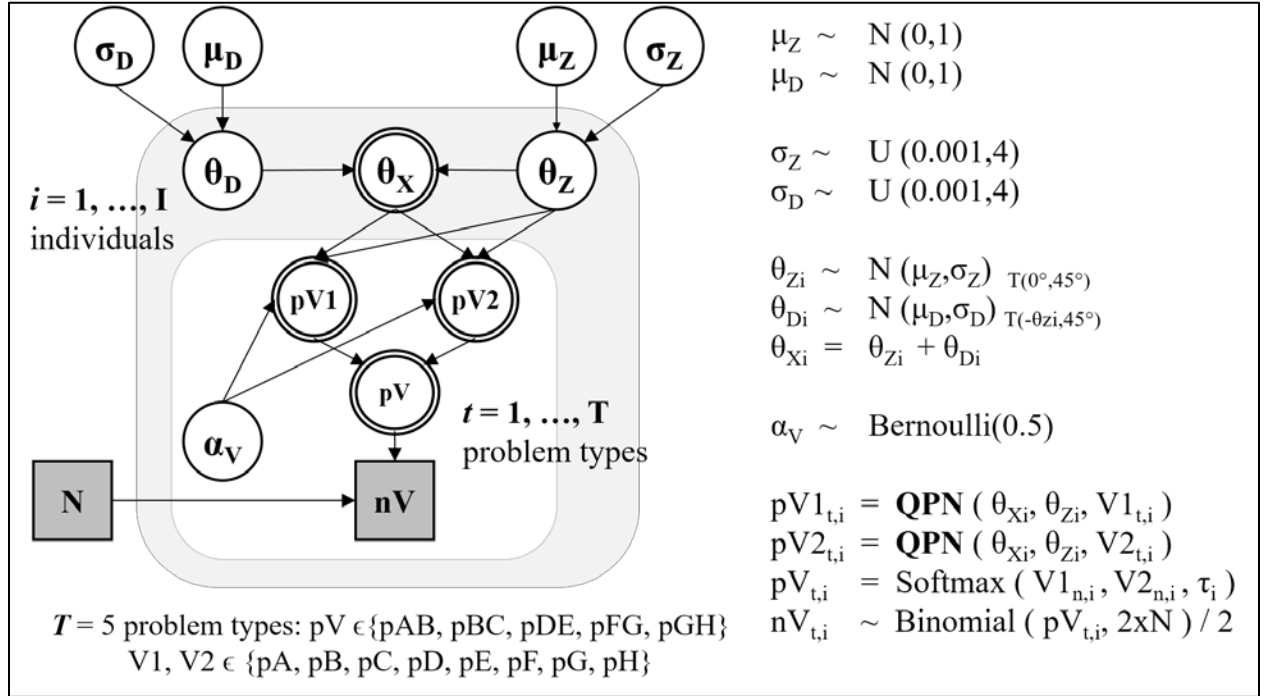 σD μD μZ σZ
θD θX θZ
i = 1, …, I
individuals
pV1 pV2
pV
t = 1, …, T
problem types
αV
N nV
T = 5 problem types: pV ϵ{pAB, pBC, pDE, pFG, pGH}
V1, V2 ϵ {pA, pB, pC, pD, pE, pF, pG, pH}
μZ ~ N (0,1)
μD ~ N (0,1)
σZ ~ U (0.001,4)
σD ~ U (0.001,4)
θZi ~ N (μZ,σZ) T(0°,45°)
θDi ~ N (μD,σD) T(-θzi,45°)
θXi = θZi + θDi
αV ~ Bernoulli(0.5)
pV1t,i = QPN ( θXi, θZi, V1t,i )
pV2t,i = QPN ( θXi, θZi, V2t,i )
pVt,i = Softmax ( V1n,i, V2n,i, τi )
nVt,i ~ Binomial ( pVt,i, 2xN ) / 2